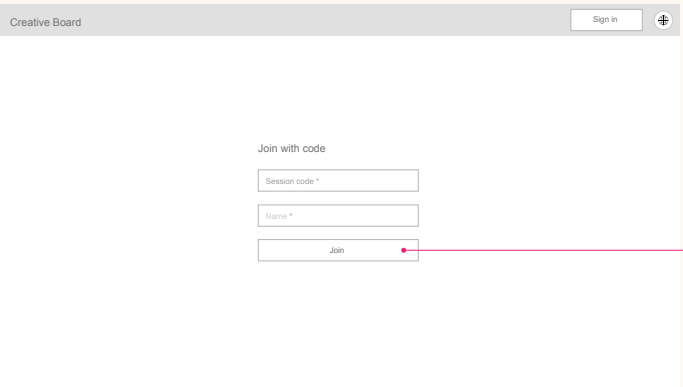 Creative Board
Sign in
Join with code
Session code *
Name *
Join